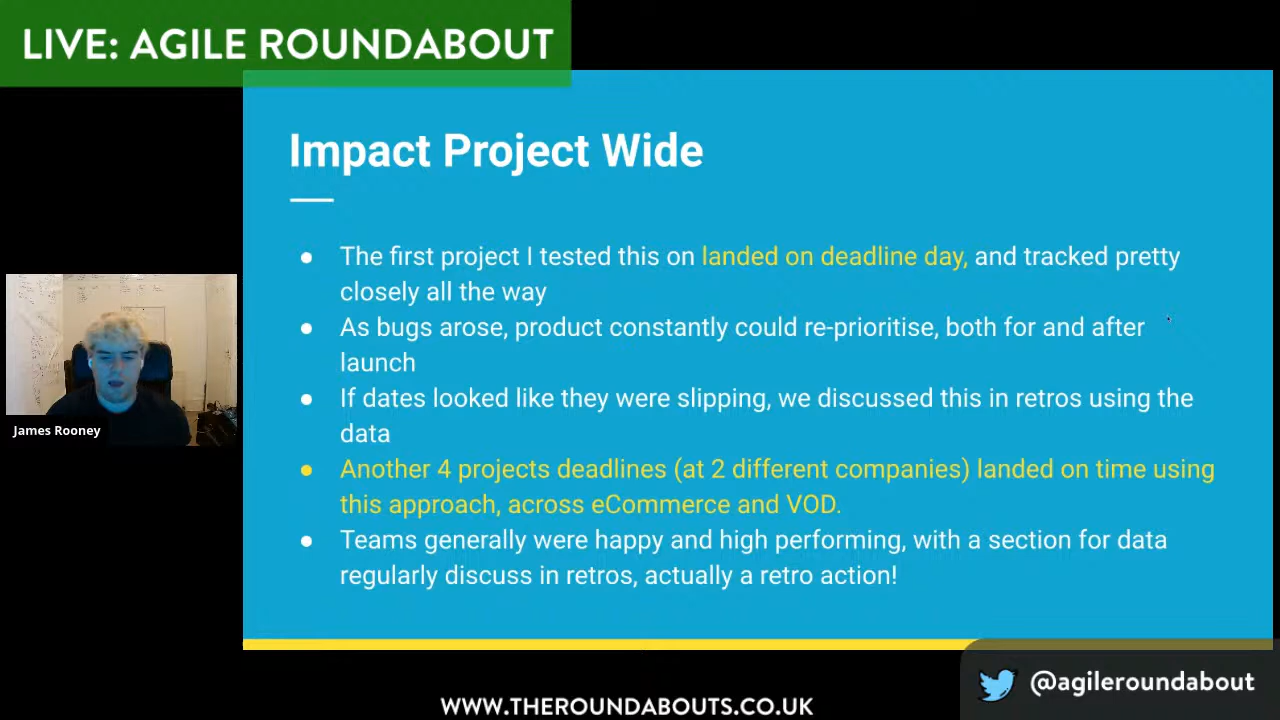 LIVE: AGILE ROUNDABOUT
Impact Project Wide
● The first project I tested this on landed on deadline day, and tracked pretty
closely all the way
● As bugs arose, product constantly could re-prioritise, both for and after
launch
● If dates looked like they were slipping, we discussed this in retros using the
data
● Another 4 projects deadlines (at 2 different companies) landed on time using
this approach, across eCommerce and VOD.
● Teams generally were happy and high performing, with a section for data
regularly discuss in retros, actually a retro action!
James Rooney
@agileroundabout
WWW.THEROUNDABOUTS.CO.UK